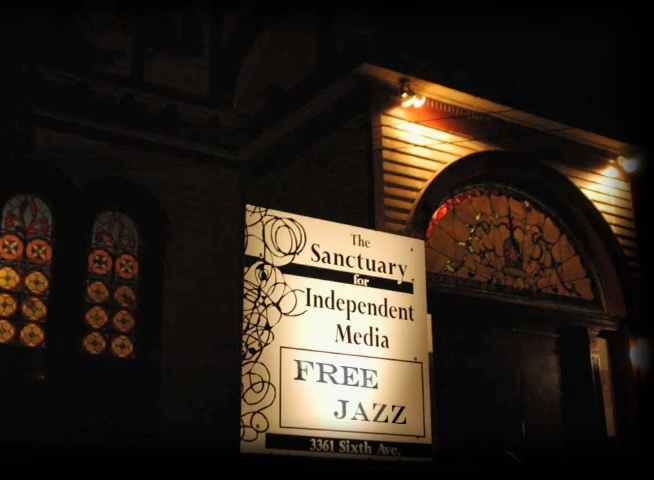 The
Sanctuary
for
Independent
Media
FREE
JAZZ
3361 Sixth Ave.